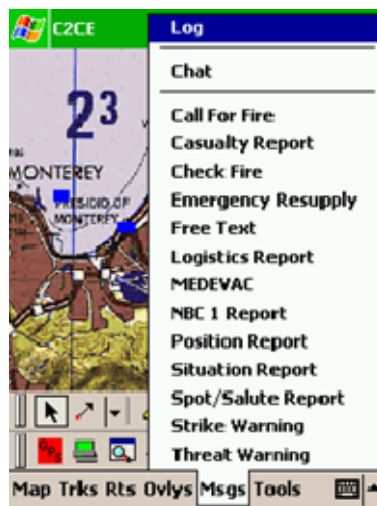 C2CE
Log
Chat
Call For Fire
Casualty Report
Check Fire
Emergency Resupply
Free Text
Logistics Report
MEDEVAC
NBC 1 Report
Position Report
Situation Report
Spot/Salute Report
Strike Warning
Threat Warning
23
MONTEREY
PRESIDIO OF
MONTEREY
GPS
Map Trks Rts Ovlys Msgs Tools